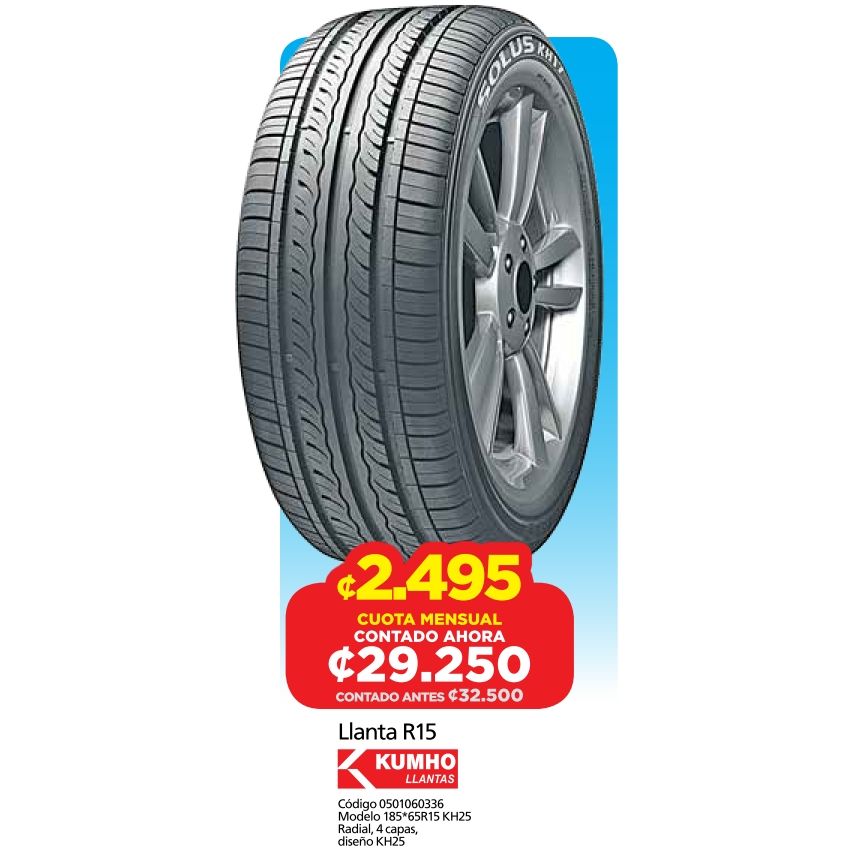 SOLUS KH17
¢2.495
CUOTA MENSUAL
CONTADO AHORA
¢29.250
CONTADO ANTES ¢32.500
Llanta R15
KUMHO
LLANTAS
Código 0501060336
Modelo 185*65R15 KH25
Radial, 4 capas,
diseño KH25